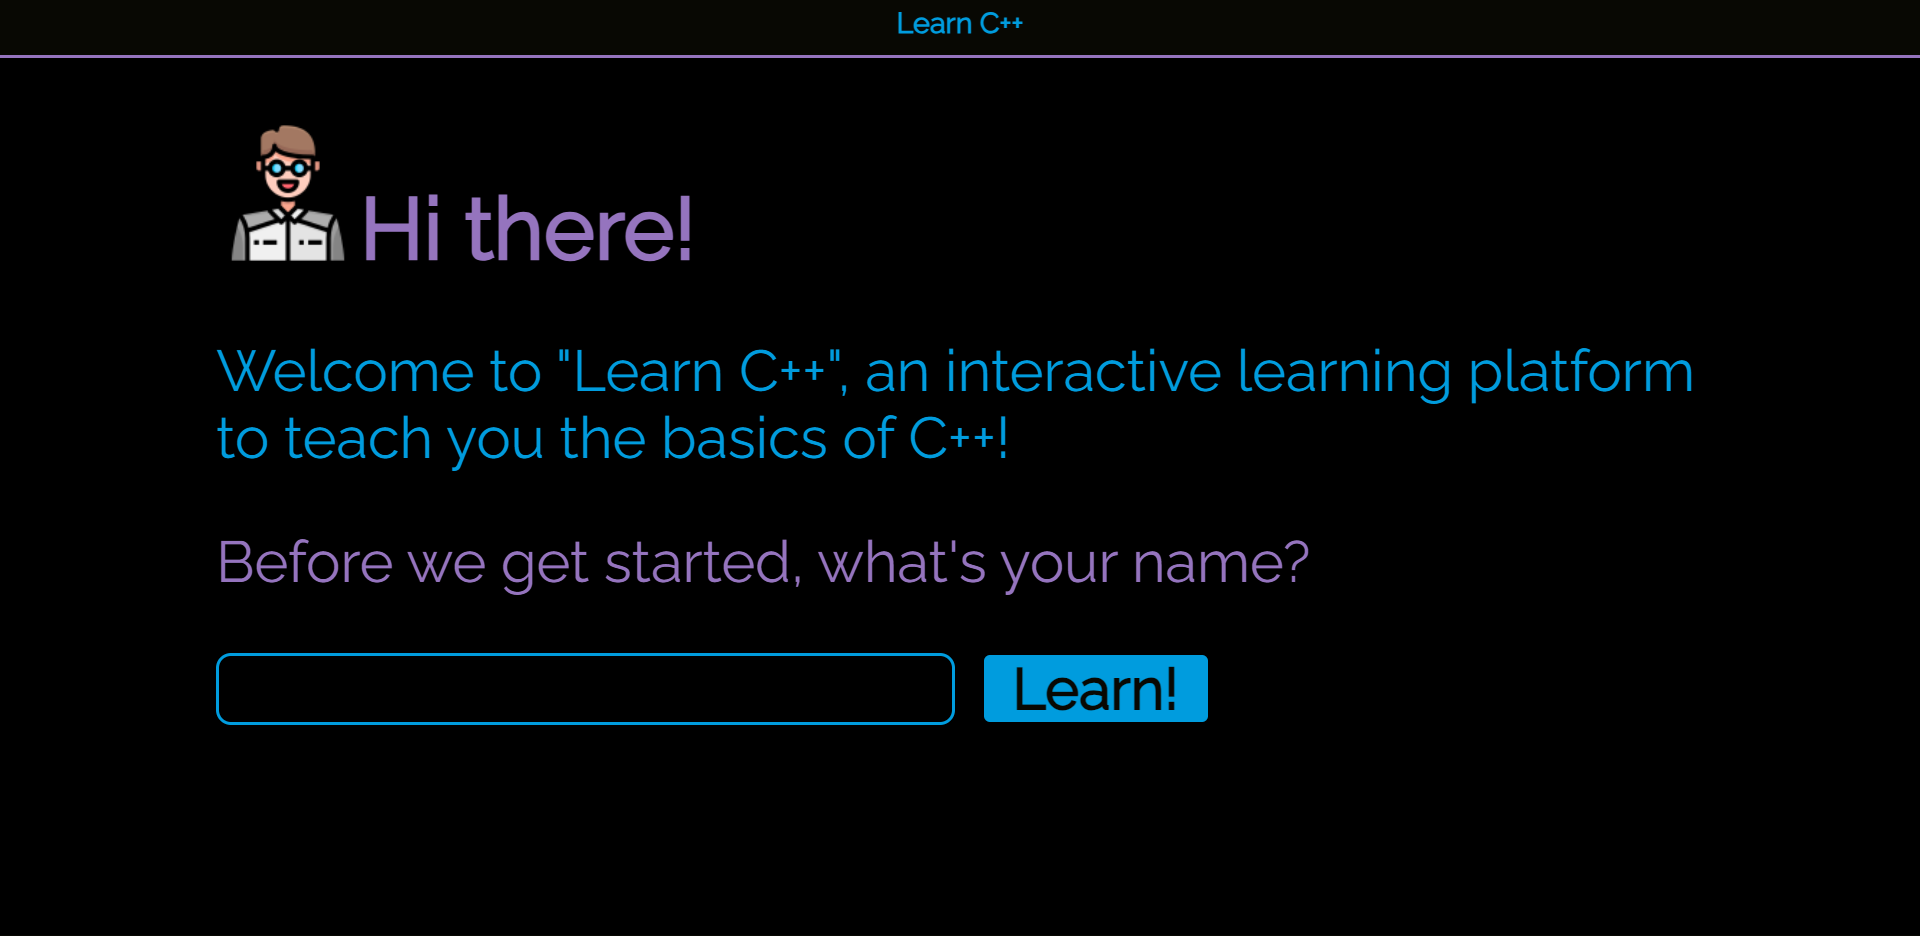 Learn C++
Hi there!
Welcome to "Learn C++", an interactive learning platform
to teach you the basics of C++!
Before we get started, what's your name?
Learn!